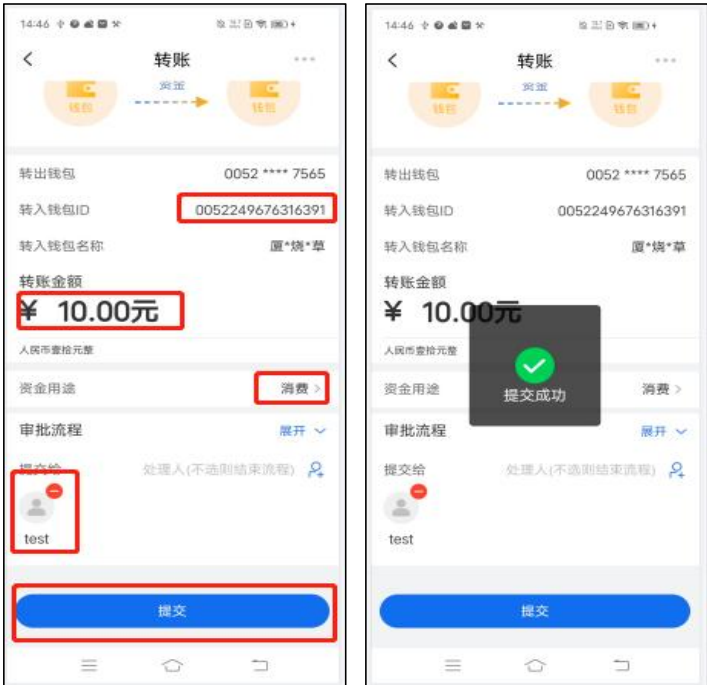 14:46
转账
资金
钱包
钱包
转出钱包 0052 **** 7565
转入钱包ID 0052249676316391
转入钱包名称 厦*烧*草
转账金额
¥ 10.00元
人民币壹拾元整
资金用途 消费
审批流程 展开
提交给 处理人(不选则结束流程)
test
提交
14:46
转账
资金
钱包
钱包
转出钱包 0052 **** 7565
转入钱包ID 0052249676316391
转入钱包名称 厦*烧*草
转账金额
¥ 10.00元
人民币壹拾元整
提交成功
资金用途 消费
审批流程 展开
提交给 处理人(不选则结束流程)
test
提交